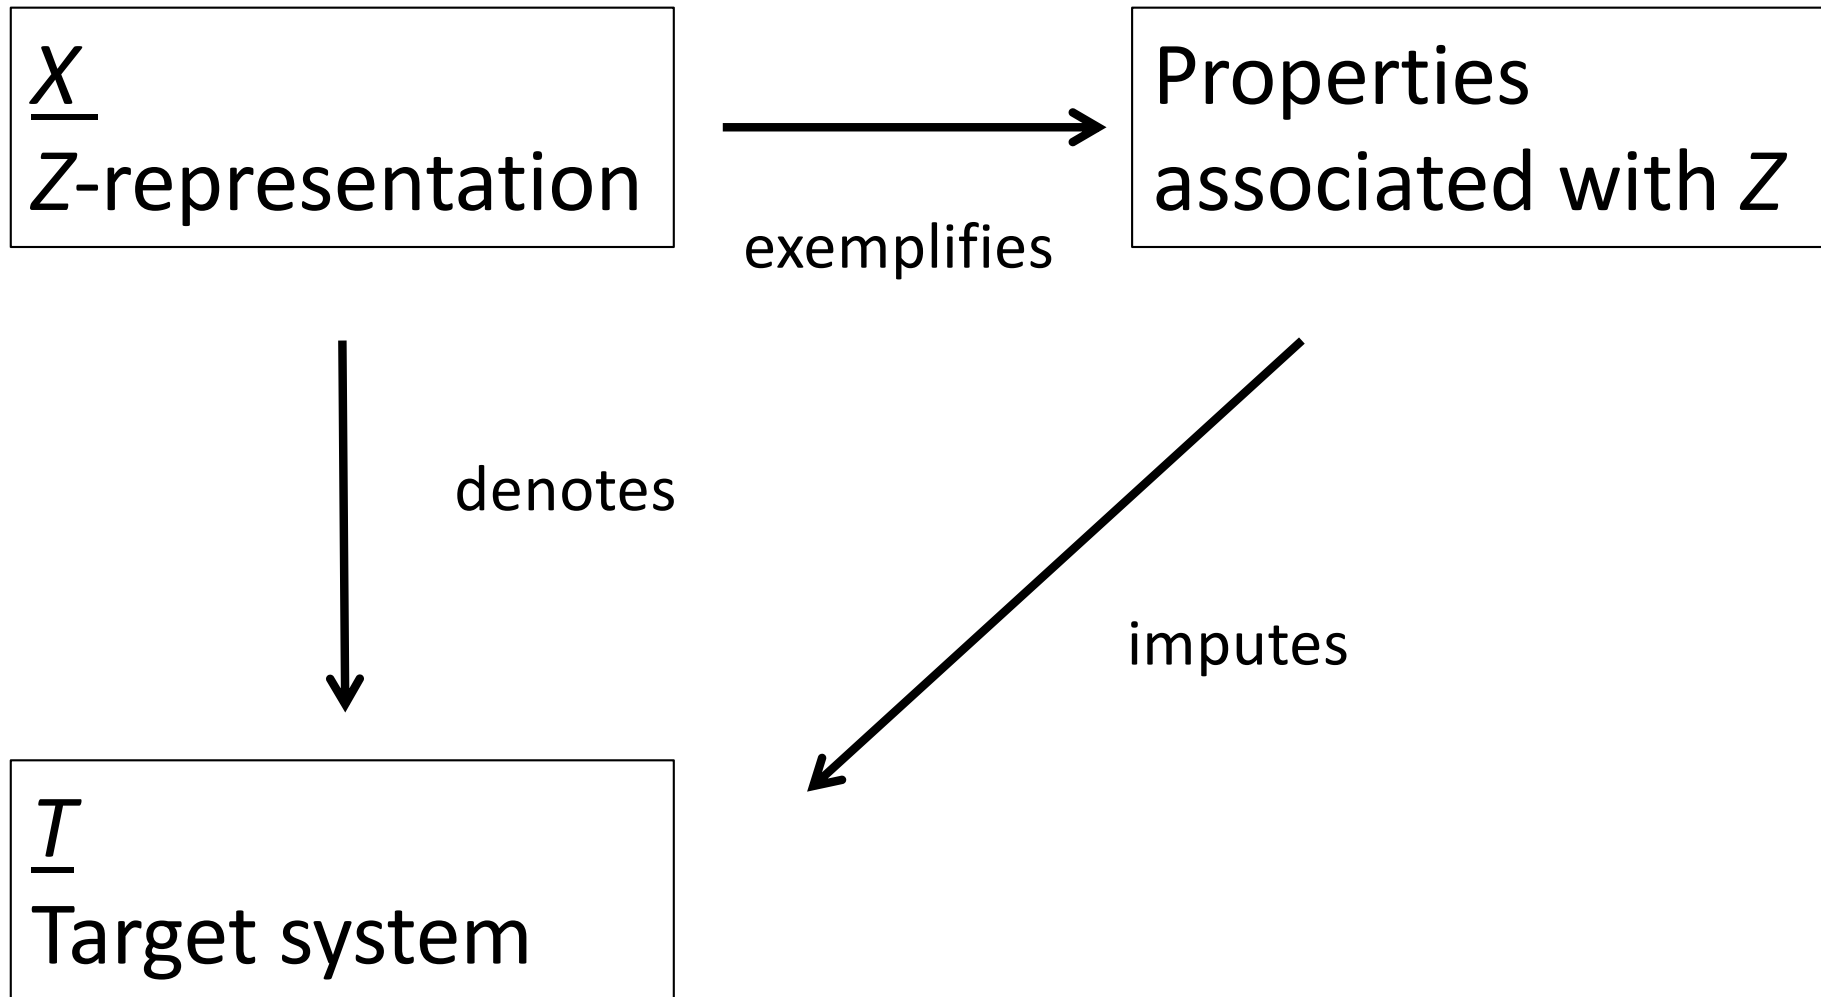 X
Z-representation
Properties
associated with Z
exemplifies
denotes
imputes
T
Target system